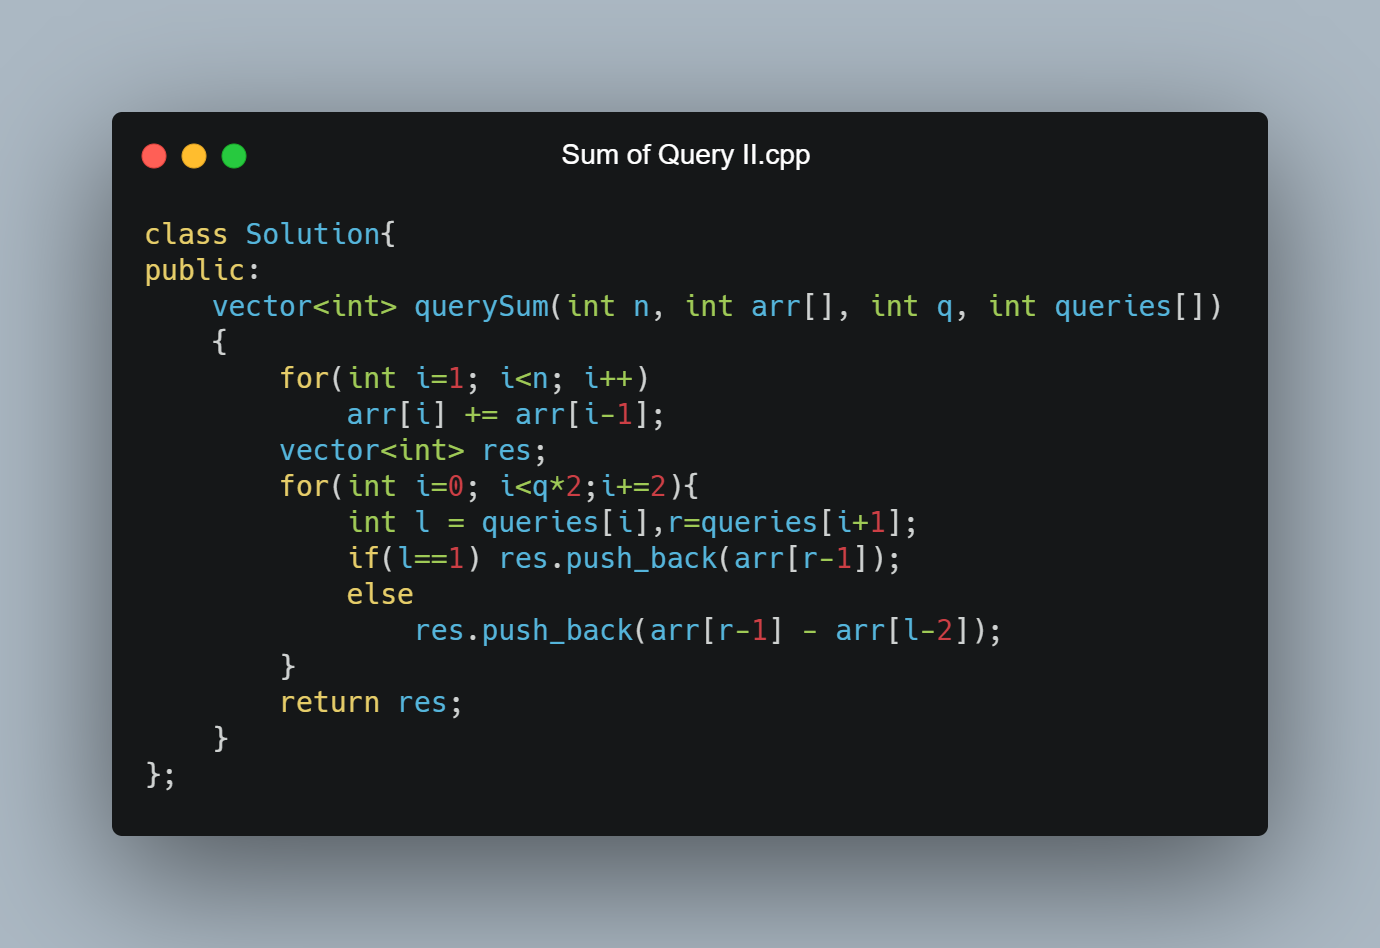 Sum of Query II.cpp
class Solution{
public:
    vector<int> querySum(int n, int arr[], int q, int queries[])
    {
        for(int i=1; i<n; i++)
            arr[i] += arr[i-1];
        vector<int> res;
        for(int i=0; i<q*2;i+=2){
            int l = queries[i],r=queries[i+1];
            if(l==1) res.push_back(arr[r-1]);
            else
                res.push_back(arr[r-1] - arr[l-2]);
        }
        return res;
    }
};